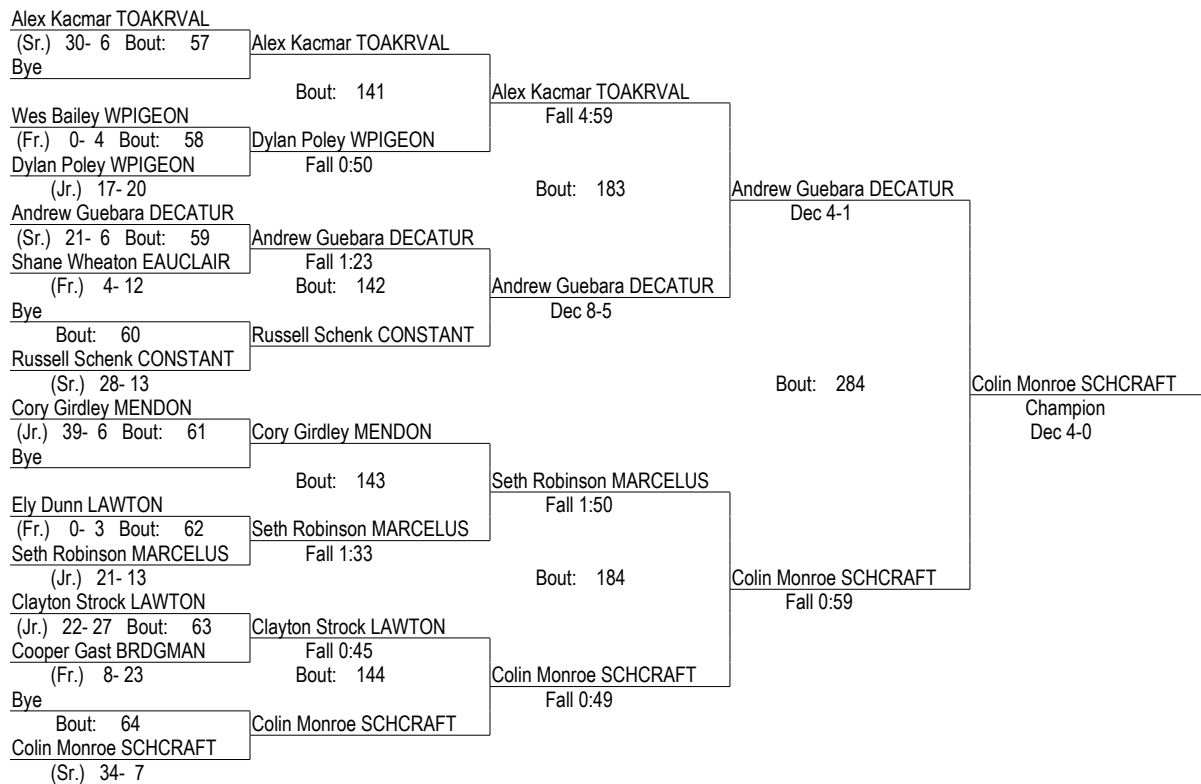 Alex Kacmar TOAKRVAL
(Sr.) 30- 6 Bout: 57
Bye
Alex Kacmar TOAKRVAL
Bout: 141
Wes Bailey WPIGEON
(Fr.) 0- 4 Bout: 58
Dylan Poley WPIGEON
(Jr.) 17- 20
Dylan Poley WPIGEON
Fall 0:50
Alex Kacmar TOAKRVAL
Fall 4:59
Bout: 183
Andrew Guebara DECATUR
(Sr.) 21- 6 Bout: 59
Shane Wheaton EAUCLAIR
(Fr.) 4- 12
Andrew Guebara DECATUR
Fall 1:23
Bout: 142
Bye
Bout: 60
Russell Schenk CONSTANT
(Sr.) 28- 13
Russell Schenk CONSTANT
Andrew Guebara DECATUR
Dec 8-5
Andrew Guebara DECATUR
Dec 4-1
Bout: 284
Cory Girdley MENDON
(Jr.) 39- 6 Bout: 61
Bye
Cory Girdley MENDON
Bout: 143
Ely Dunn LAWTON
(Fr.) 0- 3 Bout: 62
Seth Robinson MARCELUS
(Jr.) 21- 13
Seth Robinson MARCELUS
Fall 1:33
Seth Robinson MARCELUS
Fall 1:50
Bout: 184
Clayton Strock LAWTON
(Jr.) 22- 27 Bout: 63
Cooper Gast BRDGMAN
(Fr.) 8- 23
Clayton Strock LAWTON
Fall 0:45
Bout: 144
Bye
Bout: 64
Colin Monroe SCHCRAFT
(Sr.) 34- 7
Colin Monroe SCHCRAFT
Colin Monroe SCHCRAFT
Fall 0:49
Colin Monroe SCHCRAFT
Fall 0:59
Colin Monroe SCHCRAFT
Champion
Dec 4-0